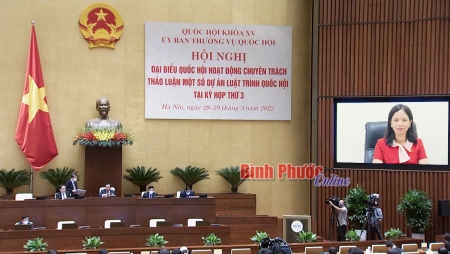 QUỐC HỘI KHÓA XV
ỦY BAN THƯỜNG VỤ QUỐC HỘI
HỘI NGHỊ
ĐẠI BIỂU QUỐC HỘI HOẠT ĐỘNG CHUYÊN TRÁCH
THẢO LUẬN MỘT SỐ DỰ ÁN LUẬT TRÌNH QUỐC HỘI
TẠI KỲ HỌP THỨ 3
Hà Nội, 28-29 tháng 3 năm 2022
Bình Phước
Online